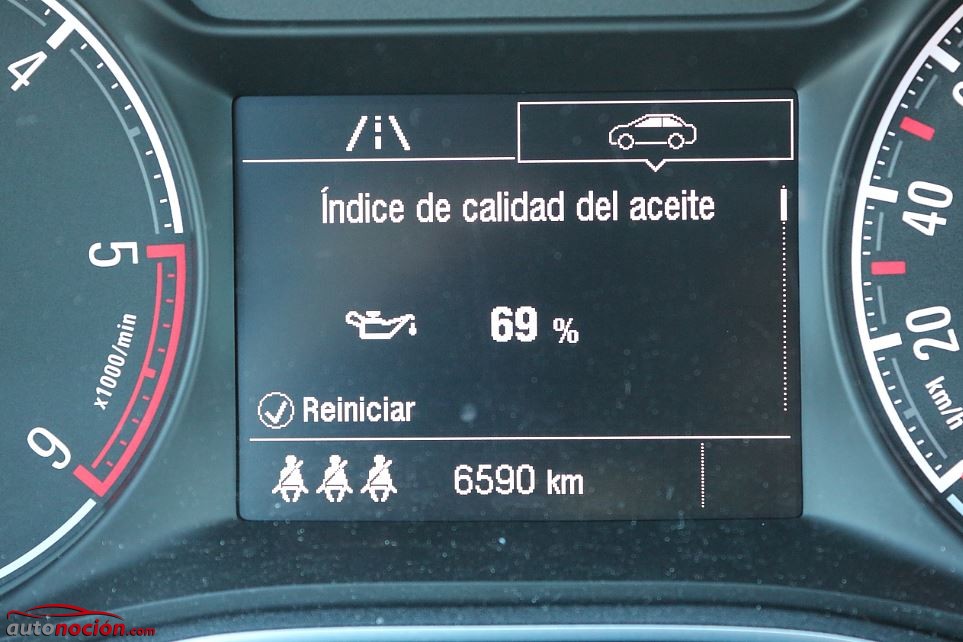 4
5
x1000/min
6
Índice de calidad del aceite
69 %
Reiniciar
6590 km
40
20
km/h
autonoción.com